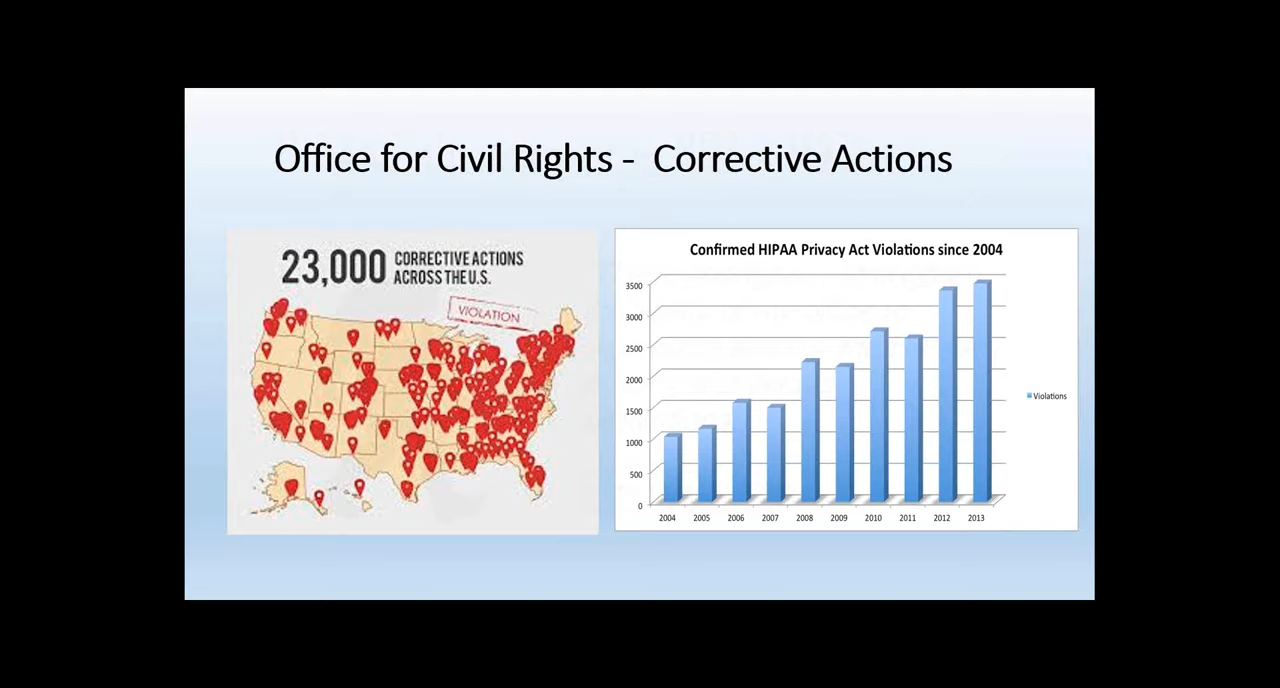 Office for Civil Rights - Corrective Actions
23,000 CORRECTIVE ACTIONS
ACROSS THE U.S.
VIOLATION
Confirmed HIPAA Privacy Act Violations since 2004
3500
3000
2500
2000
1500
1000
500
0
2004 2005 2006 2007 2008 2009 2010 2011 2012 2013
Violations